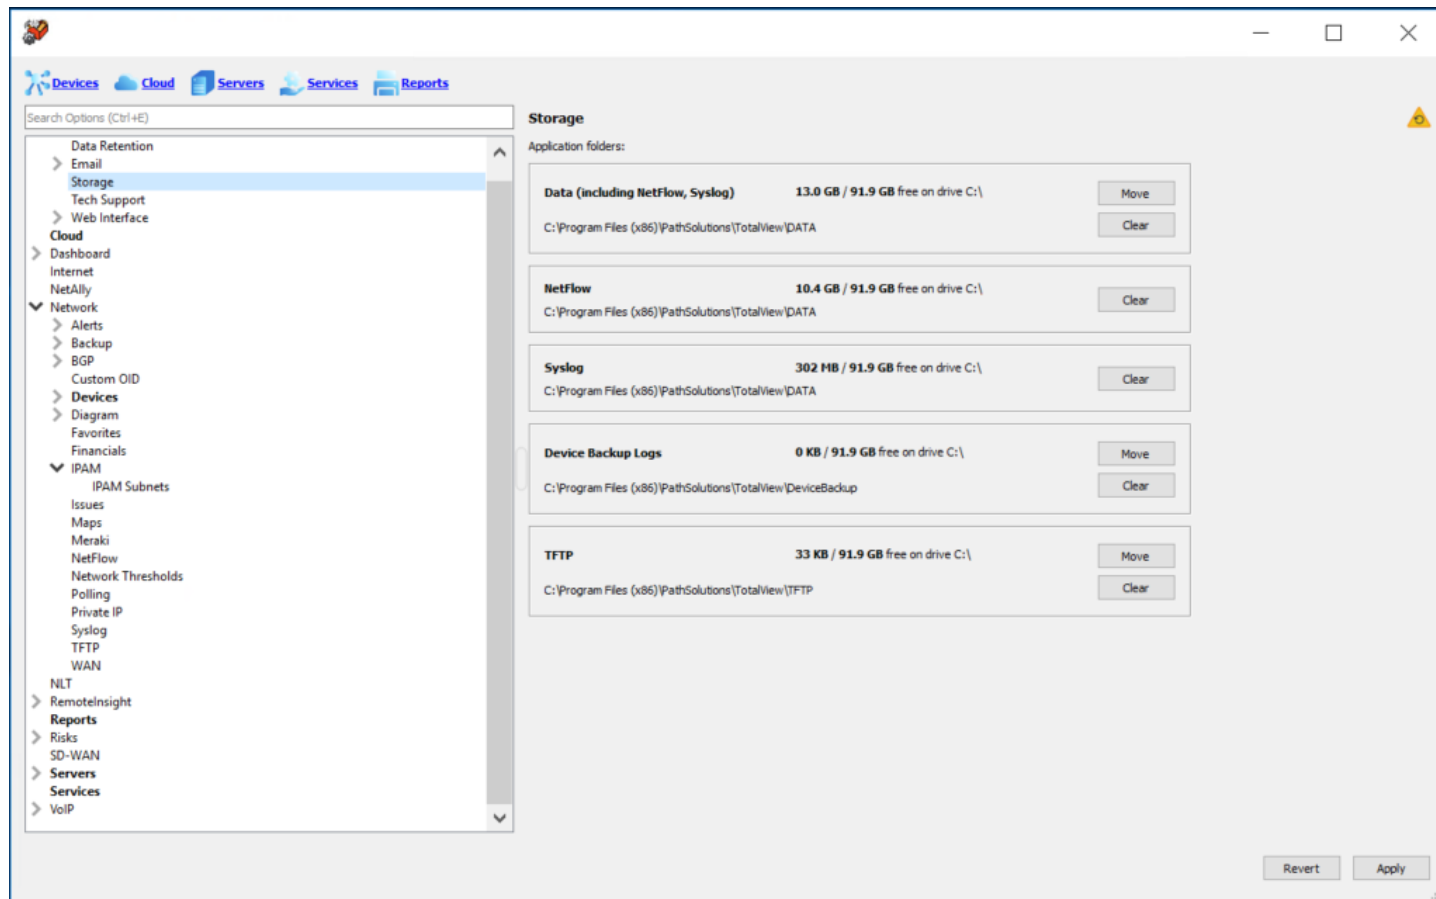 Devices Cloud Servers Services Reports
Search Options (Ctrl+E)
Data Retention
Email
Storage
Tech Support
Web Interface
Cloud
Dashboard
Internet
NetAlly
Network
Alerts
Backup
BGP
Custom OID
Devices
Diagram
Favorites
Financials
IPAM
IPAM Subnets
Issues
Maps
Meraki
NetFlow
Network Thresholds
Polling
Private IP
Syslog
TFTP
WAN
NLT
RemoteInsight
Reports
Risks
SD-WAN
Servers
Services
VoIP
Storage
Application folders:
Data (including NetFlow, Syslog) 13.0 GB / 91.9 GB free on drive C:\ Move
C:\Program Files (x86)\PathSolutions\TotalView\DATA Clear
NetFlow 10.4 GB / 91.9 GB free on drive C:\ Clear
C:\Program Files (x86)\PathSolutions\TotalView\DATA
Syslog 302 MB / 91.9 GB free on drive C:\ Clear
C:\Program Files (x86)\PathSolutions\TotalView\DATA
Device Backup Logs 0 KB / 91.9 GB free on drive C:\ Move
C:\Program Files (x86)\PathSolutions\TotalView\DeviceBackup Clear
TFTP 33 KB / 91.9 GB free on drive C:\ Move
C:\Program Files (x86)\PathSolutions\TotalView\TFTP Clear
Revert Apply